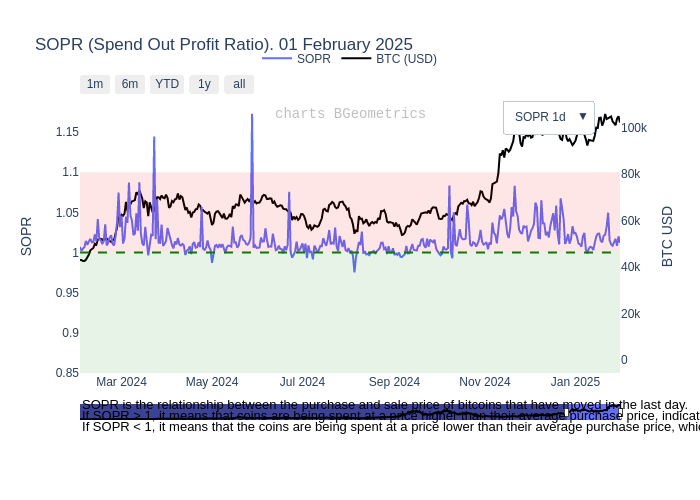 SOPR (Spend Out Profit Ratio). 01 February 2025
SOPR BTC (USD)
1m 6m YTD 1y all
charts BGeometrics
SOPR 1d ▼
1.15
1.1
1.05
1
0.95
0.9
0.85
SOPR
100k
80k
60k
40k
20k
0
BTC USD
Mar 2024 May 2024 Jul 2024 Sep 2024 Nov 2024 Jan 2025
SOPR is the relationship between the purchase and sale price of bitcoins that have moved in the last day.
If SOPR > 1, it means that coins are being spent at a price higher than their average purchase price, indicat
If SOPR < 1, it means that the coins are being spent at a price lower than their average purchase price, whic